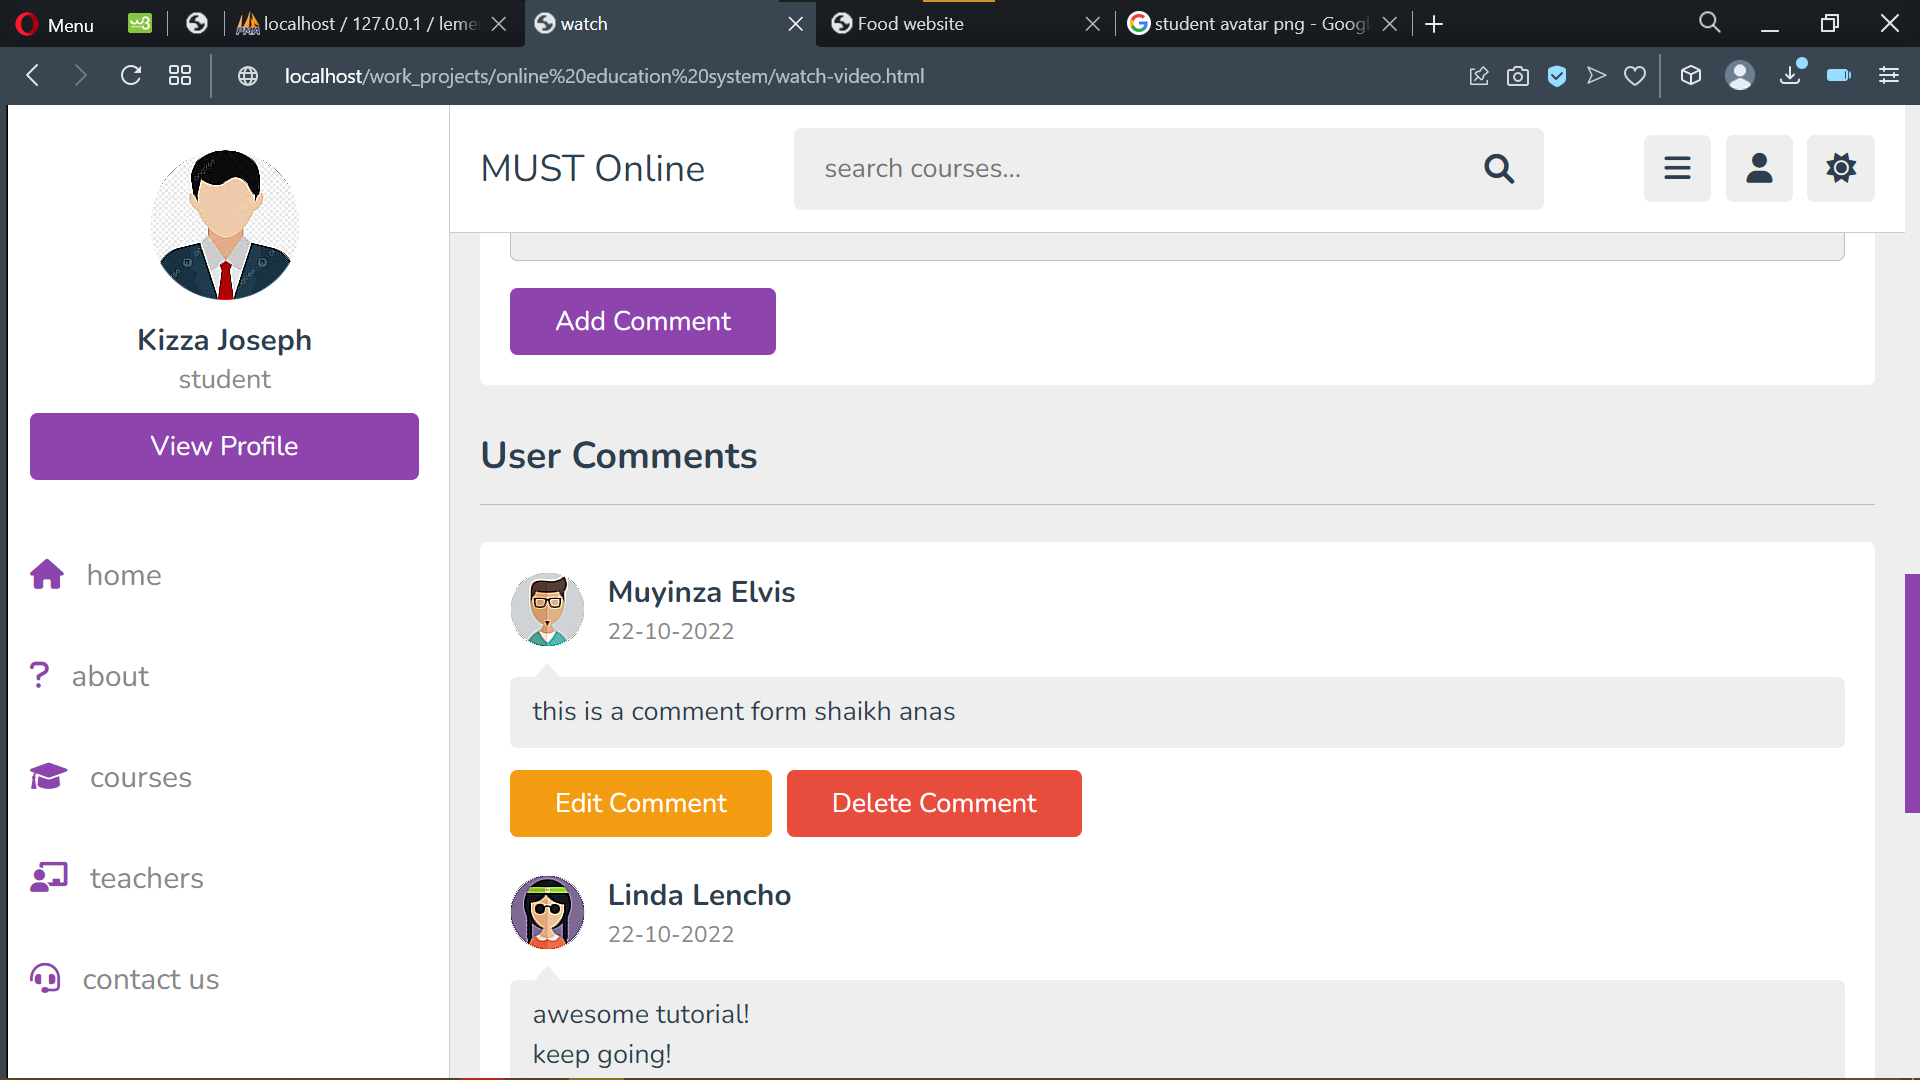 Menu
localhost / 127.0.0.1 / leme
watch
Food website
student avatar png - Googl
localhost/work_projects/online%20education%20system/watch-video.html
MUST Online
search courses...
Kizza Joseph
student
View Profile
home
about
courses
teachers
contact us
Add Comment
User Comments
Muyinza Elvis
22-10-2022
this is a comment form shaikh anas
Edit Comment
Delete Comment
Linda Lencho
22-10-2022
awesome tutorial!
keep going!